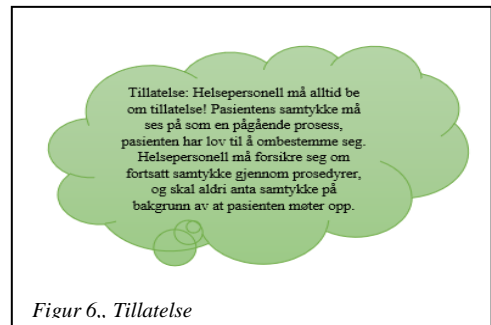 Tillatelse: Helsepersonell må alltid be
om tillatelse! Pasientens samtykke må
ses på som en pågående prosess,
pasienten har lov til å ombestemme seg.
Helsepersonell må forsikre seg om
fortsatt samtykke gjennom prosedyrer,
og skal aldri anta samtykke på
bakgrunn av at pasienten møter opp.
Figur 6,, Tillatelse